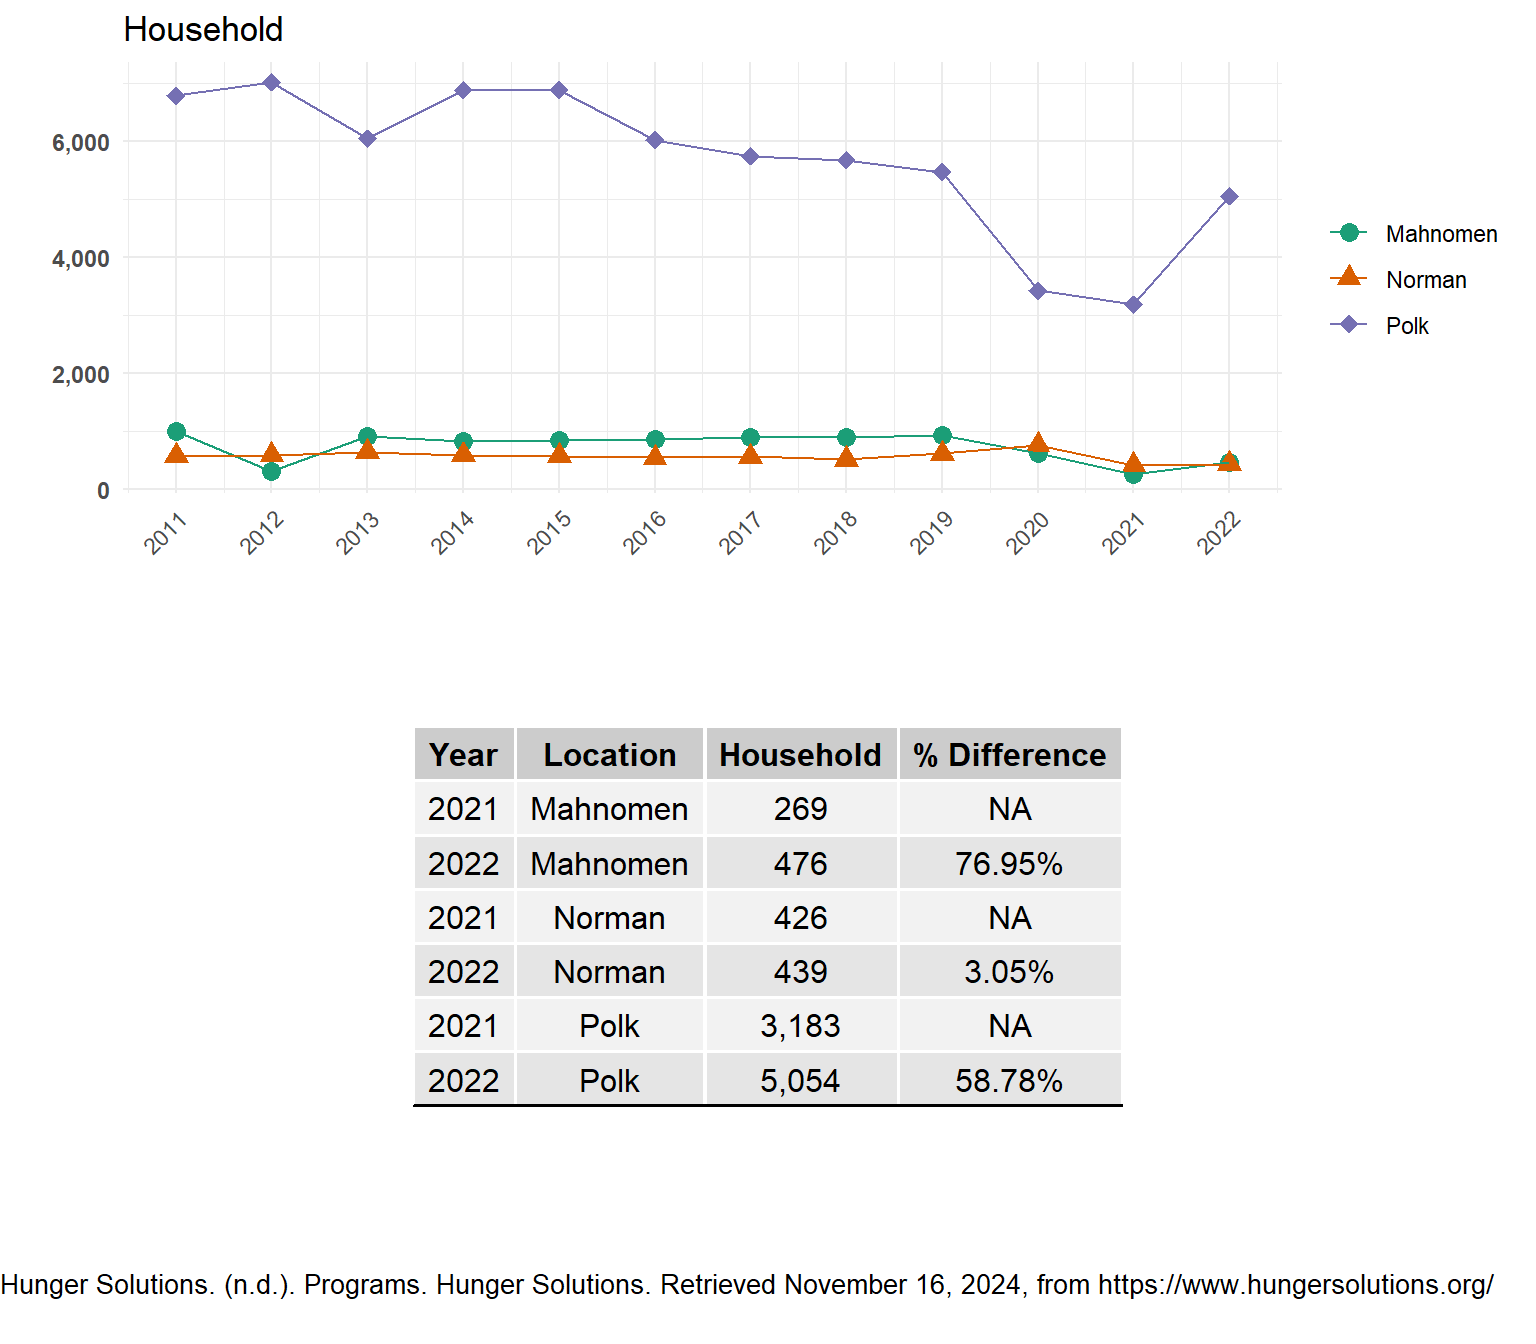 Household
6,000
4,000
2,000
0
2011 2012 2013 2014 2015 2016 2017 2018 2019 2020 2021 2022
Mahnomen
Norman
Polk
Year Location Household % Difference
2021 Mahnomen 269 NA
2022 Mahnomen 476 76.95%
2021 Norman 426 NA
2022 Norman 439 3.05%
2021 Polk 3,183 NA
2022 Polk 5,054 58.78%
Hunger Solutions. (n.d.). Programs. Hunger Solutions. Retrieved November 16, 2024, from https://www.hungersolutions.org/